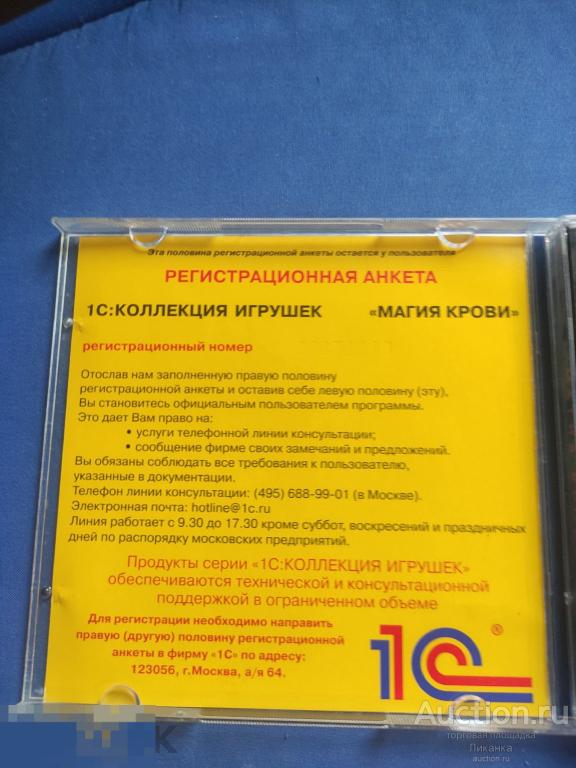 Эта половина регистрационной анкеты остается у пользователя
РЕГИСТРАЦИОННАЯ АНКЕТА
1С:КОЛЛЕКЦИЯ ИГРУШЕК «МАГИЯ КРОВИ»
регистрационный номер
Отослав нам заполненную правую половину
регистрационной анкеты и оставив себе левую половину (эту),
Вы становитесь официальным пользователем программы.
Это дает Вам право на:
• услуги телефонной линии консультации;
• сообщение фирме своих замечаний и предложений.
Вы обязаны соблюдать все требования к пользователю,
указанные в документации.
Телефон линии консультации: (495) 688-99-01 (в Москве).
Электронная почта: hotline@1c.ru
Линия работает с 9.30 до 17.30 кроме суббот, воскресений и праздничных
дней по распорядку московских предприятий.
Продукты серии «1С:КОЛЛЕКЦИЯ ИГРУШЕК»
обеспечиваются технической и консультационной
поддержкой в ограниченном объеме
Для регистрации необходимо направить
правую (другую) половину регистрационной
анкеты в фирму «1С» по адресу:
123056, г.Москва, а/я 64.
1С®
Auction.ru
торговая площадка
Ликанка
auction.ru